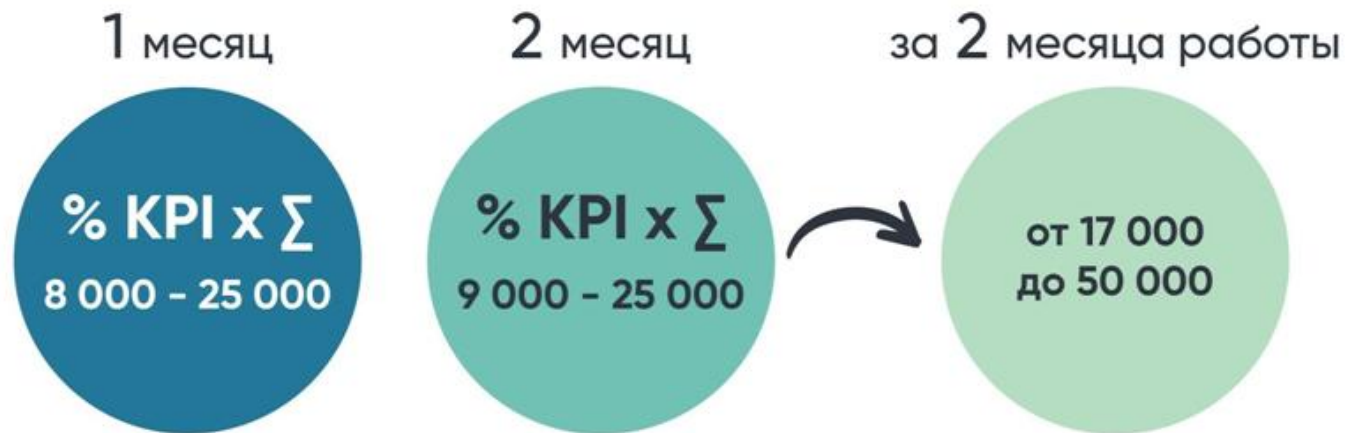 1 месяц
% KPI x ∑
8 000 - 25 000
2 месяц
% KPI x ∑
9 000 - 25 000
за 2 месяца работы
от 17 000
до 50 000